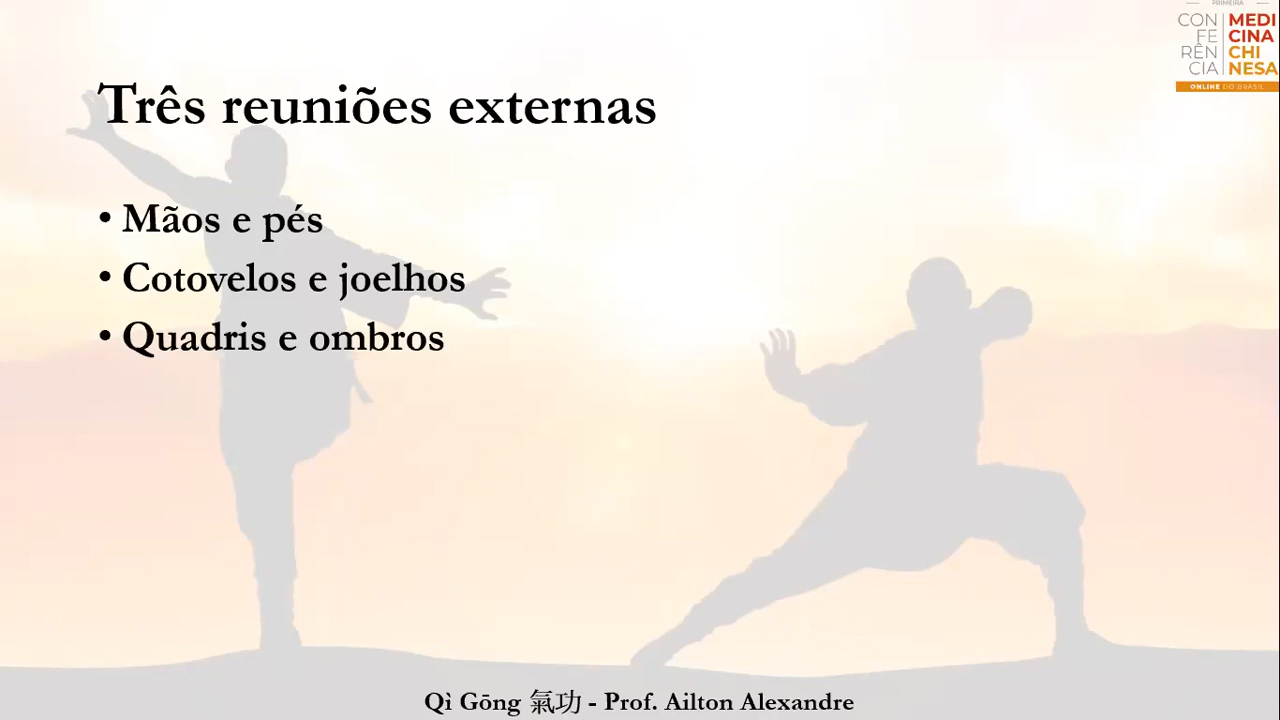 PRIMEIRA
CON MEDI
FE CINA
RÊN CHI
CIA NESA
ONLINE DO BRASIL
Três reuniões externas
• Mãos e pés
• Cotovelos e joelhos
• Quadris e ombros
Qì Gōng 氣功 - Prof. Ailton Alexandre